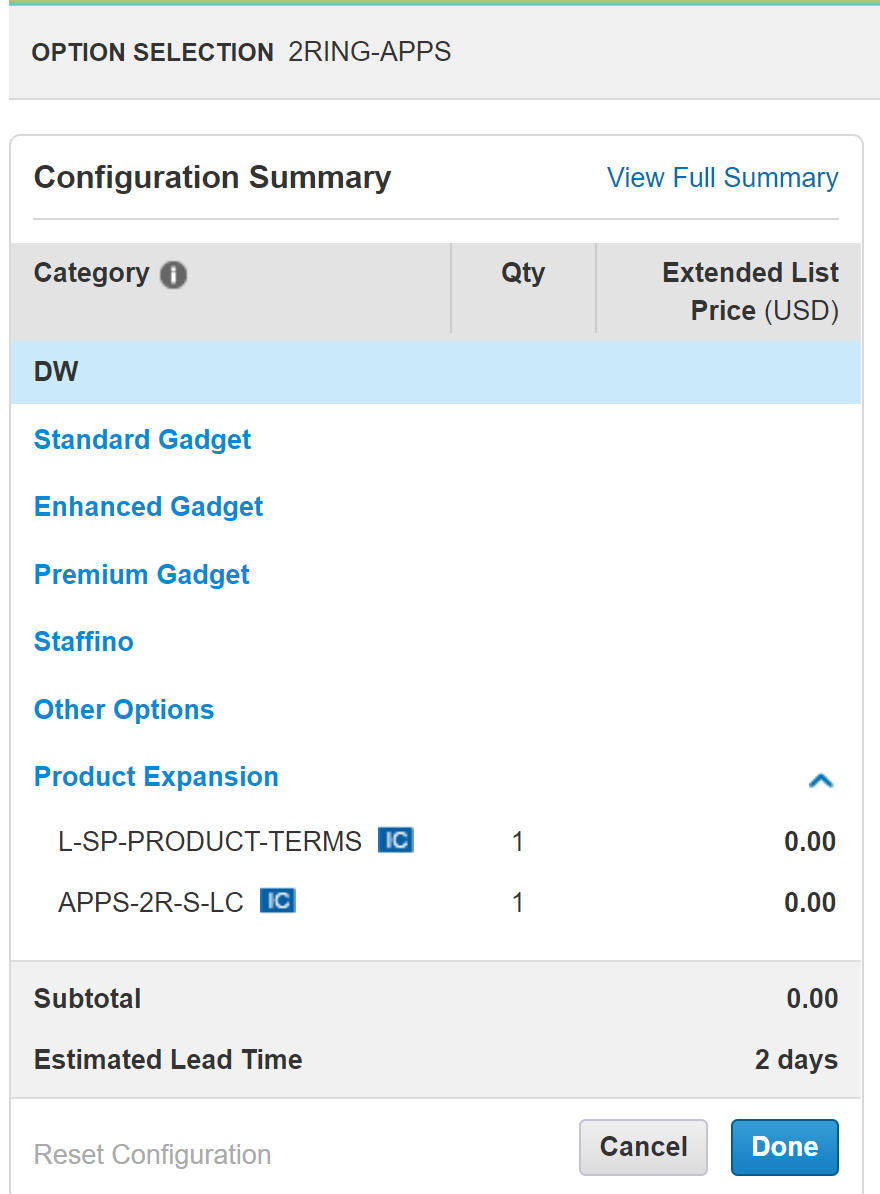 OPTION SELECTION 2RING-APPS
Configuration Summary View Full Summary
Category i Qty Extended List
Price (USD)
DW
Standard Gadget
Enhanced Gadget
Premium Gadget
Staffino
Other Options
Product Expansion
L-SP-PRODUCT-TERMS IC 1 0.00
APPS-2R-S-LC IC 1 0.00
Subtotal 0.00
Estimated Lead Time 2 days
Reset Configuration Cancel Done